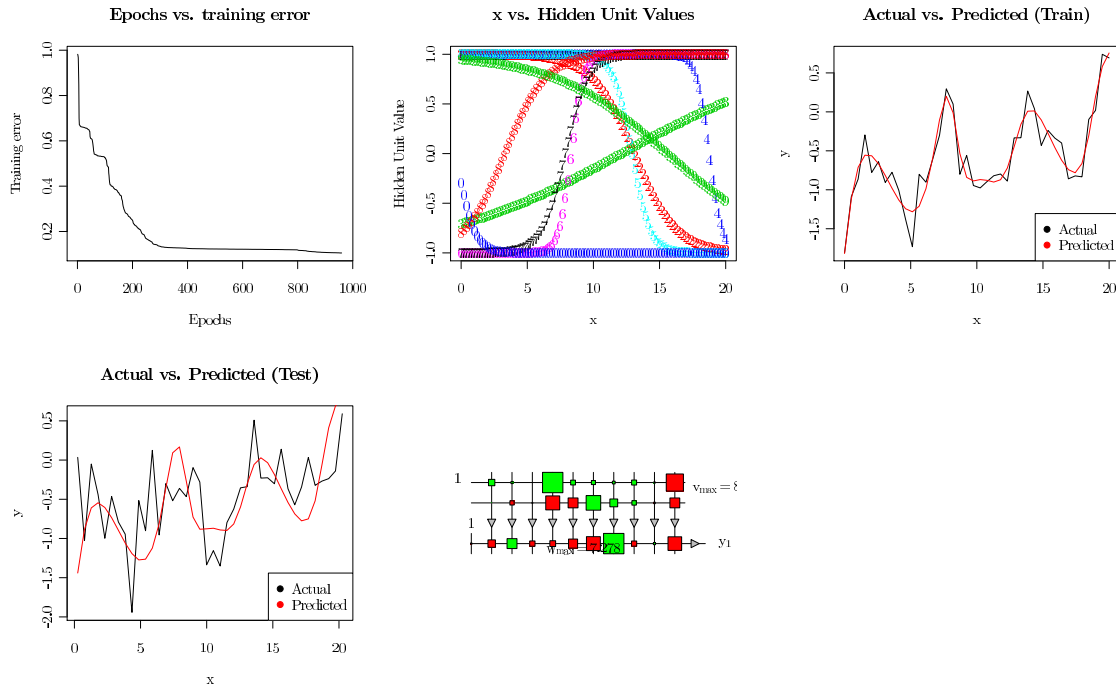 Epochs vs. training error
Training error
0.2 0.4 0.6 0.8 1.0
0 200 400 600 800 1000
Epochs
x vs. Hidden Unit Values
Hidden Unit Value
-1.0 -0.5 0.0 0.5 1.0
0 5 10 15 20
x
Actual vs. Predicted (Train)
y
-1.5 -1.0 -0.5 0.0 0.5
0 5 10 15 20
x
Actual
Predicted
Actual vs. Predicted (Test)
y
-2.0 -1.5 -1.0 -0.5 0.0 0.5
0 5 10 15 20
x
Actual
Predicted
1
vmax = 8
1
y1